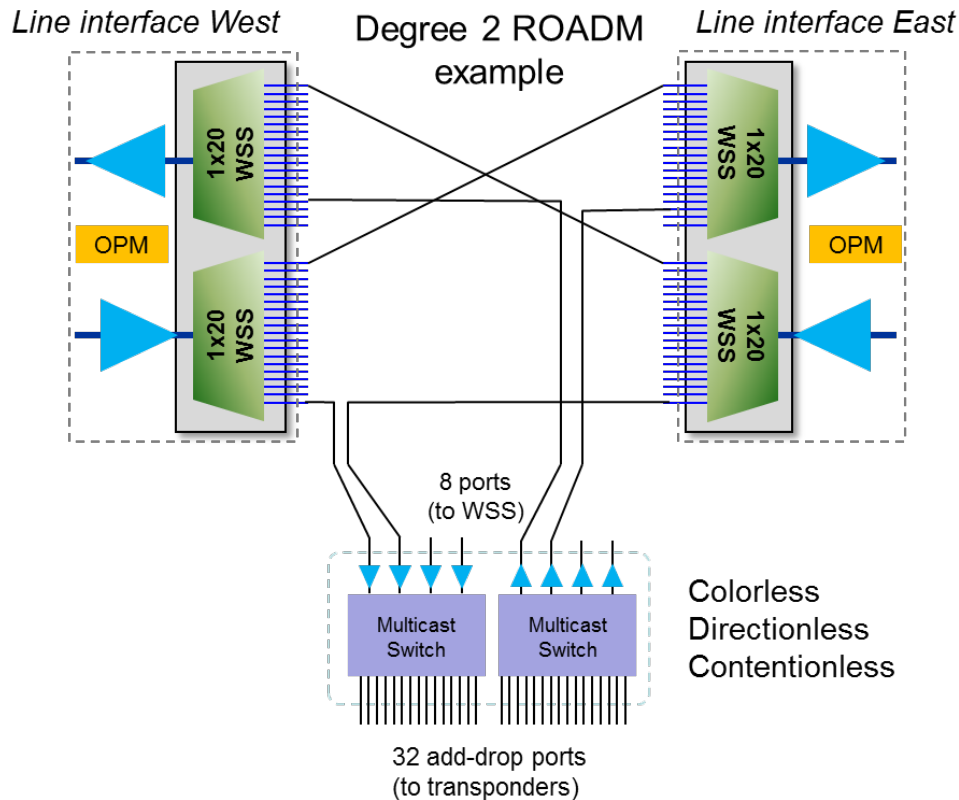 Line interface West
Degree 2 ROADM
example
Line interface East
1x20
WSS
1x20
WSS
OPM
OPM
1x20
WSS
1x20
WSS
8 ports
(to WSS)
Multicast
Switch
Multicast
Switch
Colorless
Directionless
Contentionless
32 add-drop ports
(to transponders)